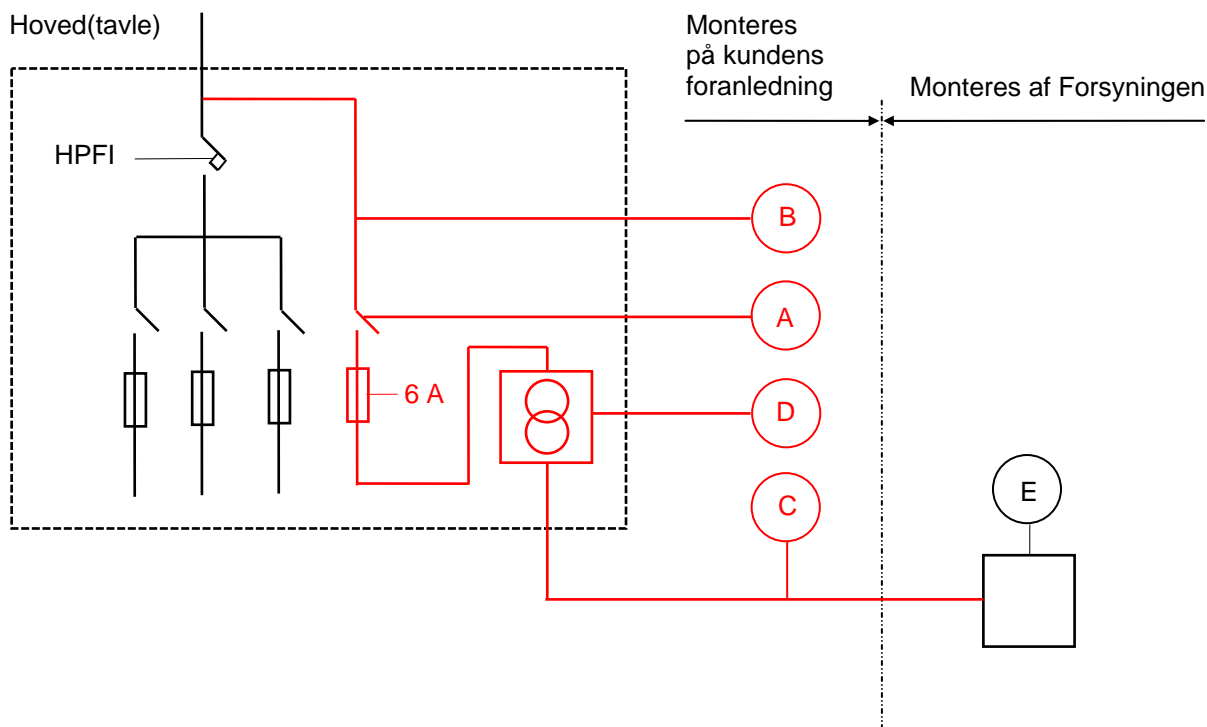 Hoved(tavle)
Monteres
på kundens
foranledning
Monteres af Forsyningen
HPFI
B
A
6 A
D
C
E